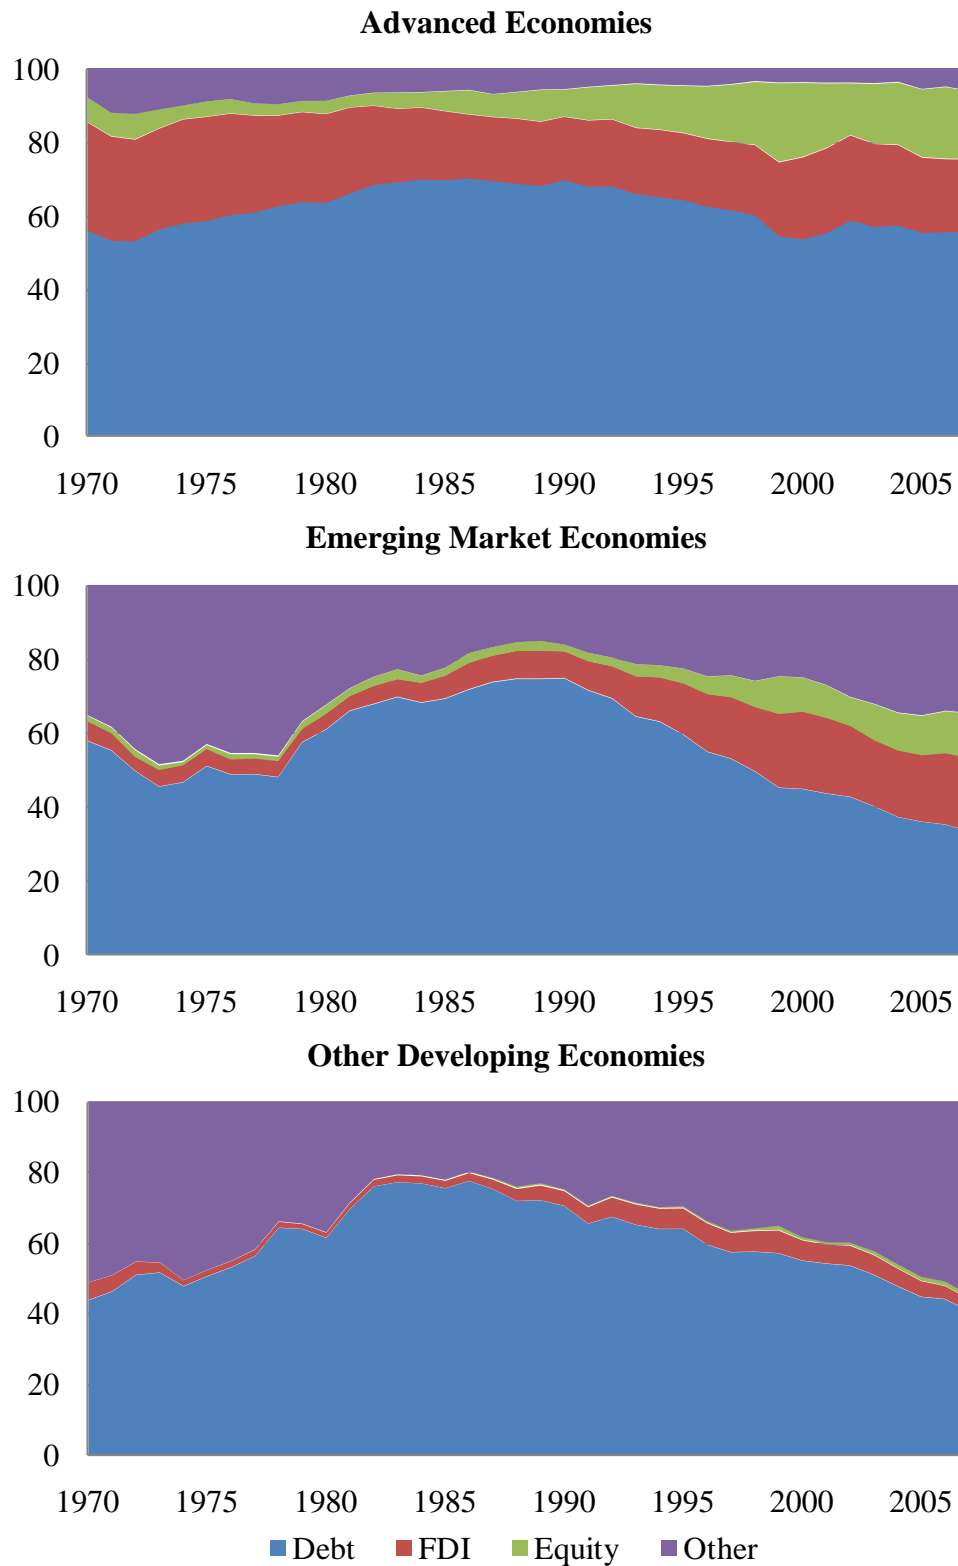 Advanced Economies
100
80
60
40
20
0
1970 1975 1980 1985 1990 1995 2000 2005
Emerging Market Economies
100
80
60
40
20
0
1970 1975 1980 1985 1990 1995 2000 2005
Other Developing Economies
100
80
60
40
20
0
1970 1975 1980 1985 1990 1995 2000 2005
Debt FDI Equity Other